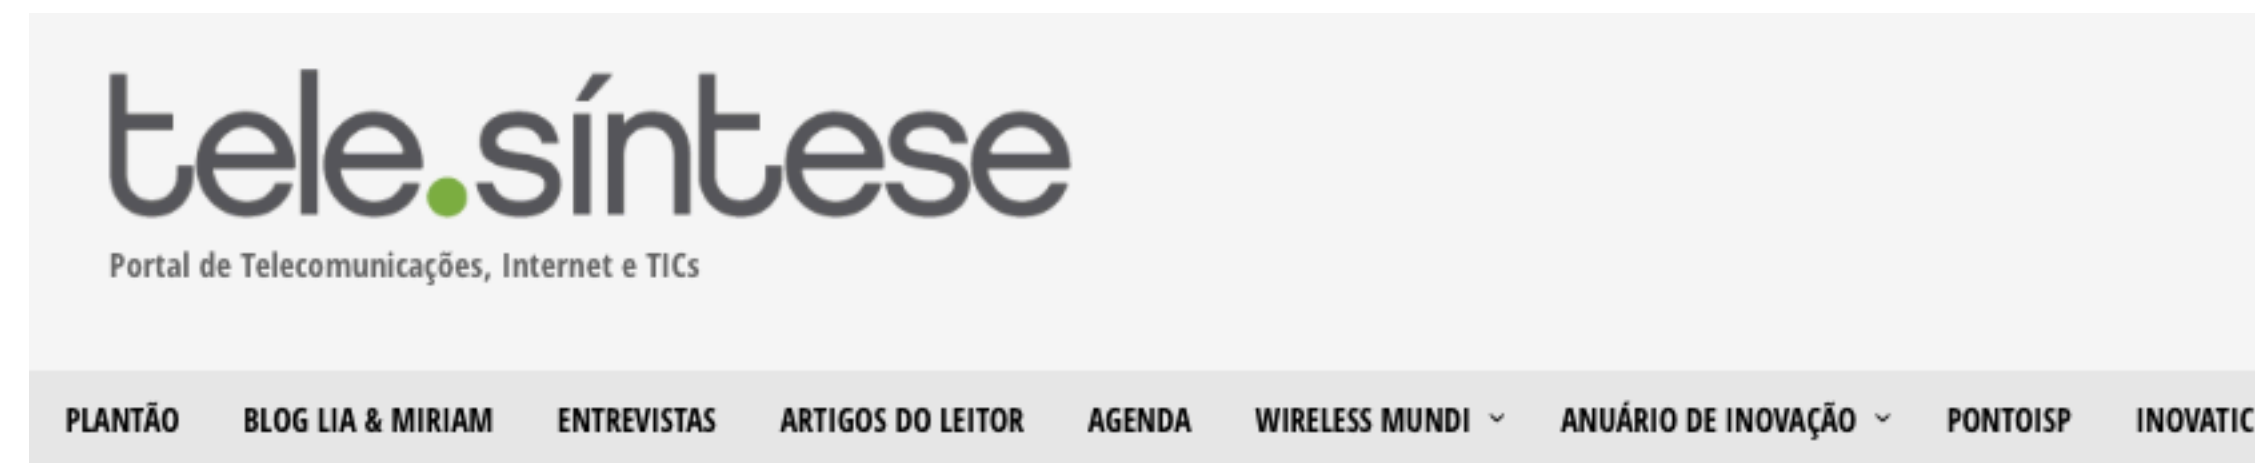 tele.síntese
Portal de Telecomunicações, Internet e TICs
PLANTÃO BLOG LIA & MIRIAM ENTREVISTAS ARTIGOS DO LEITOR AGENDA WIRELESS MUNDI ANUÁRIO DE INOVAÇÃO PONTOISP INOVATIC